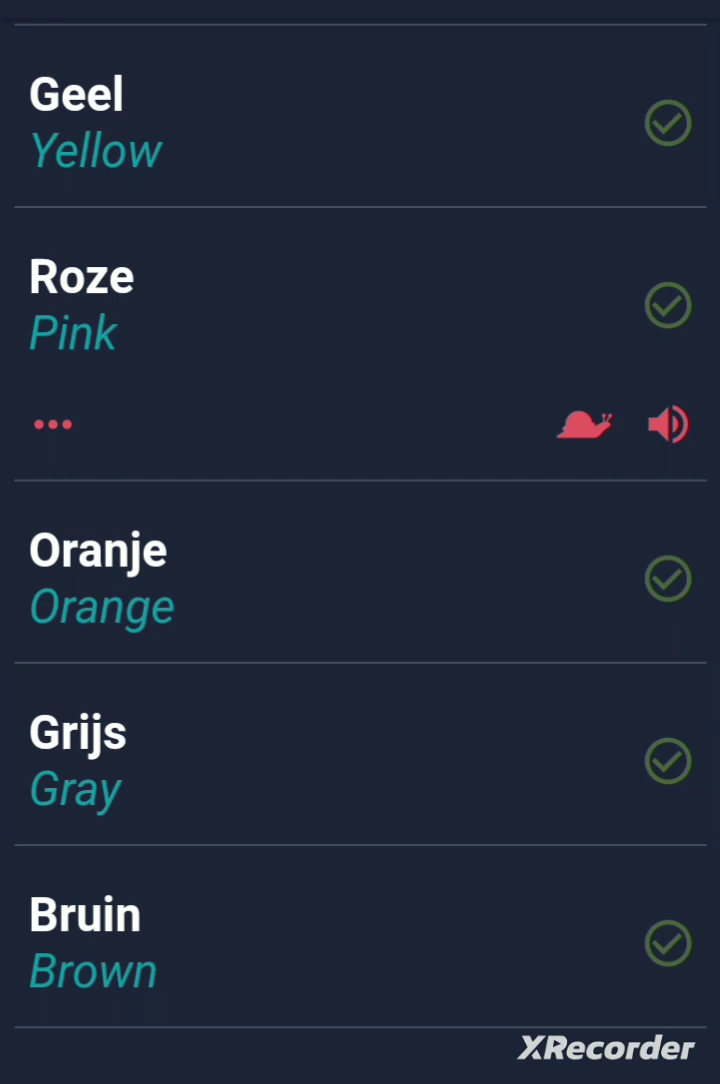 Geel
Yellow
Roze
Pink
Oranje
Orange
Grijs
Gray
Bruin
Brown
XRecorder